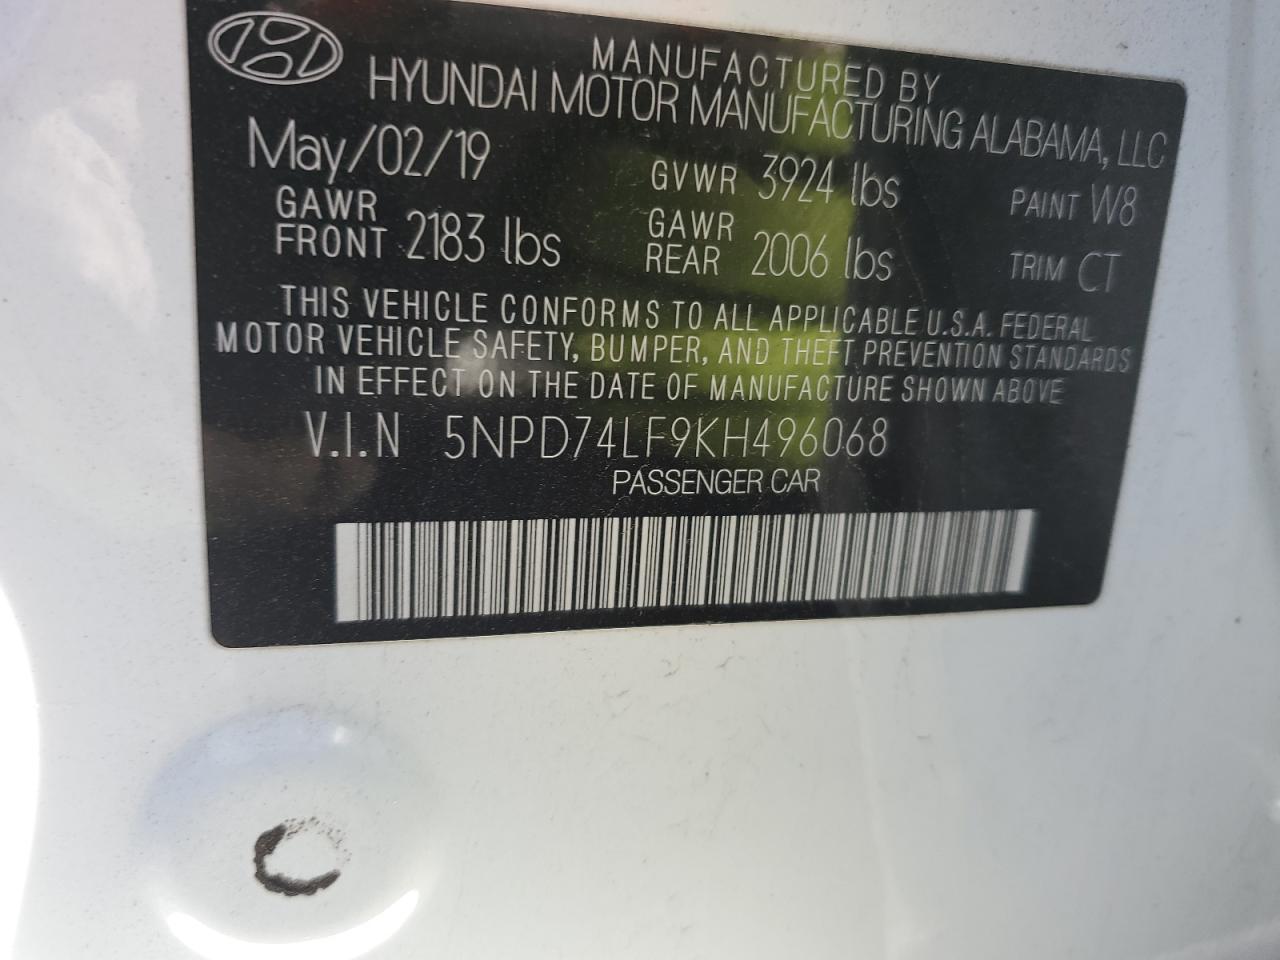 MANUFACTURED BY
HYUNDAI MOTOR MANUFACTURING ALABAMA, LLC
May/02/19 GVWR 3924 lbs PAINT W8
GAWR FRONT 2183 lbs GAWR REAR 2006 lbs TRIM CT
THIS VEHICLE CONFORMS TO ALL APPLICABLE U.S.A. FEDERAL
MOTOR VEHICLE SAFETY, BUMPER, AND THEFT PREVENTION STANDARDS
IN EFFECT ON THE DATE OF MANUFACTURE SHOWN ABOVE
V.I.N 5NPD74LF9KH496068
PASSENGER CAR